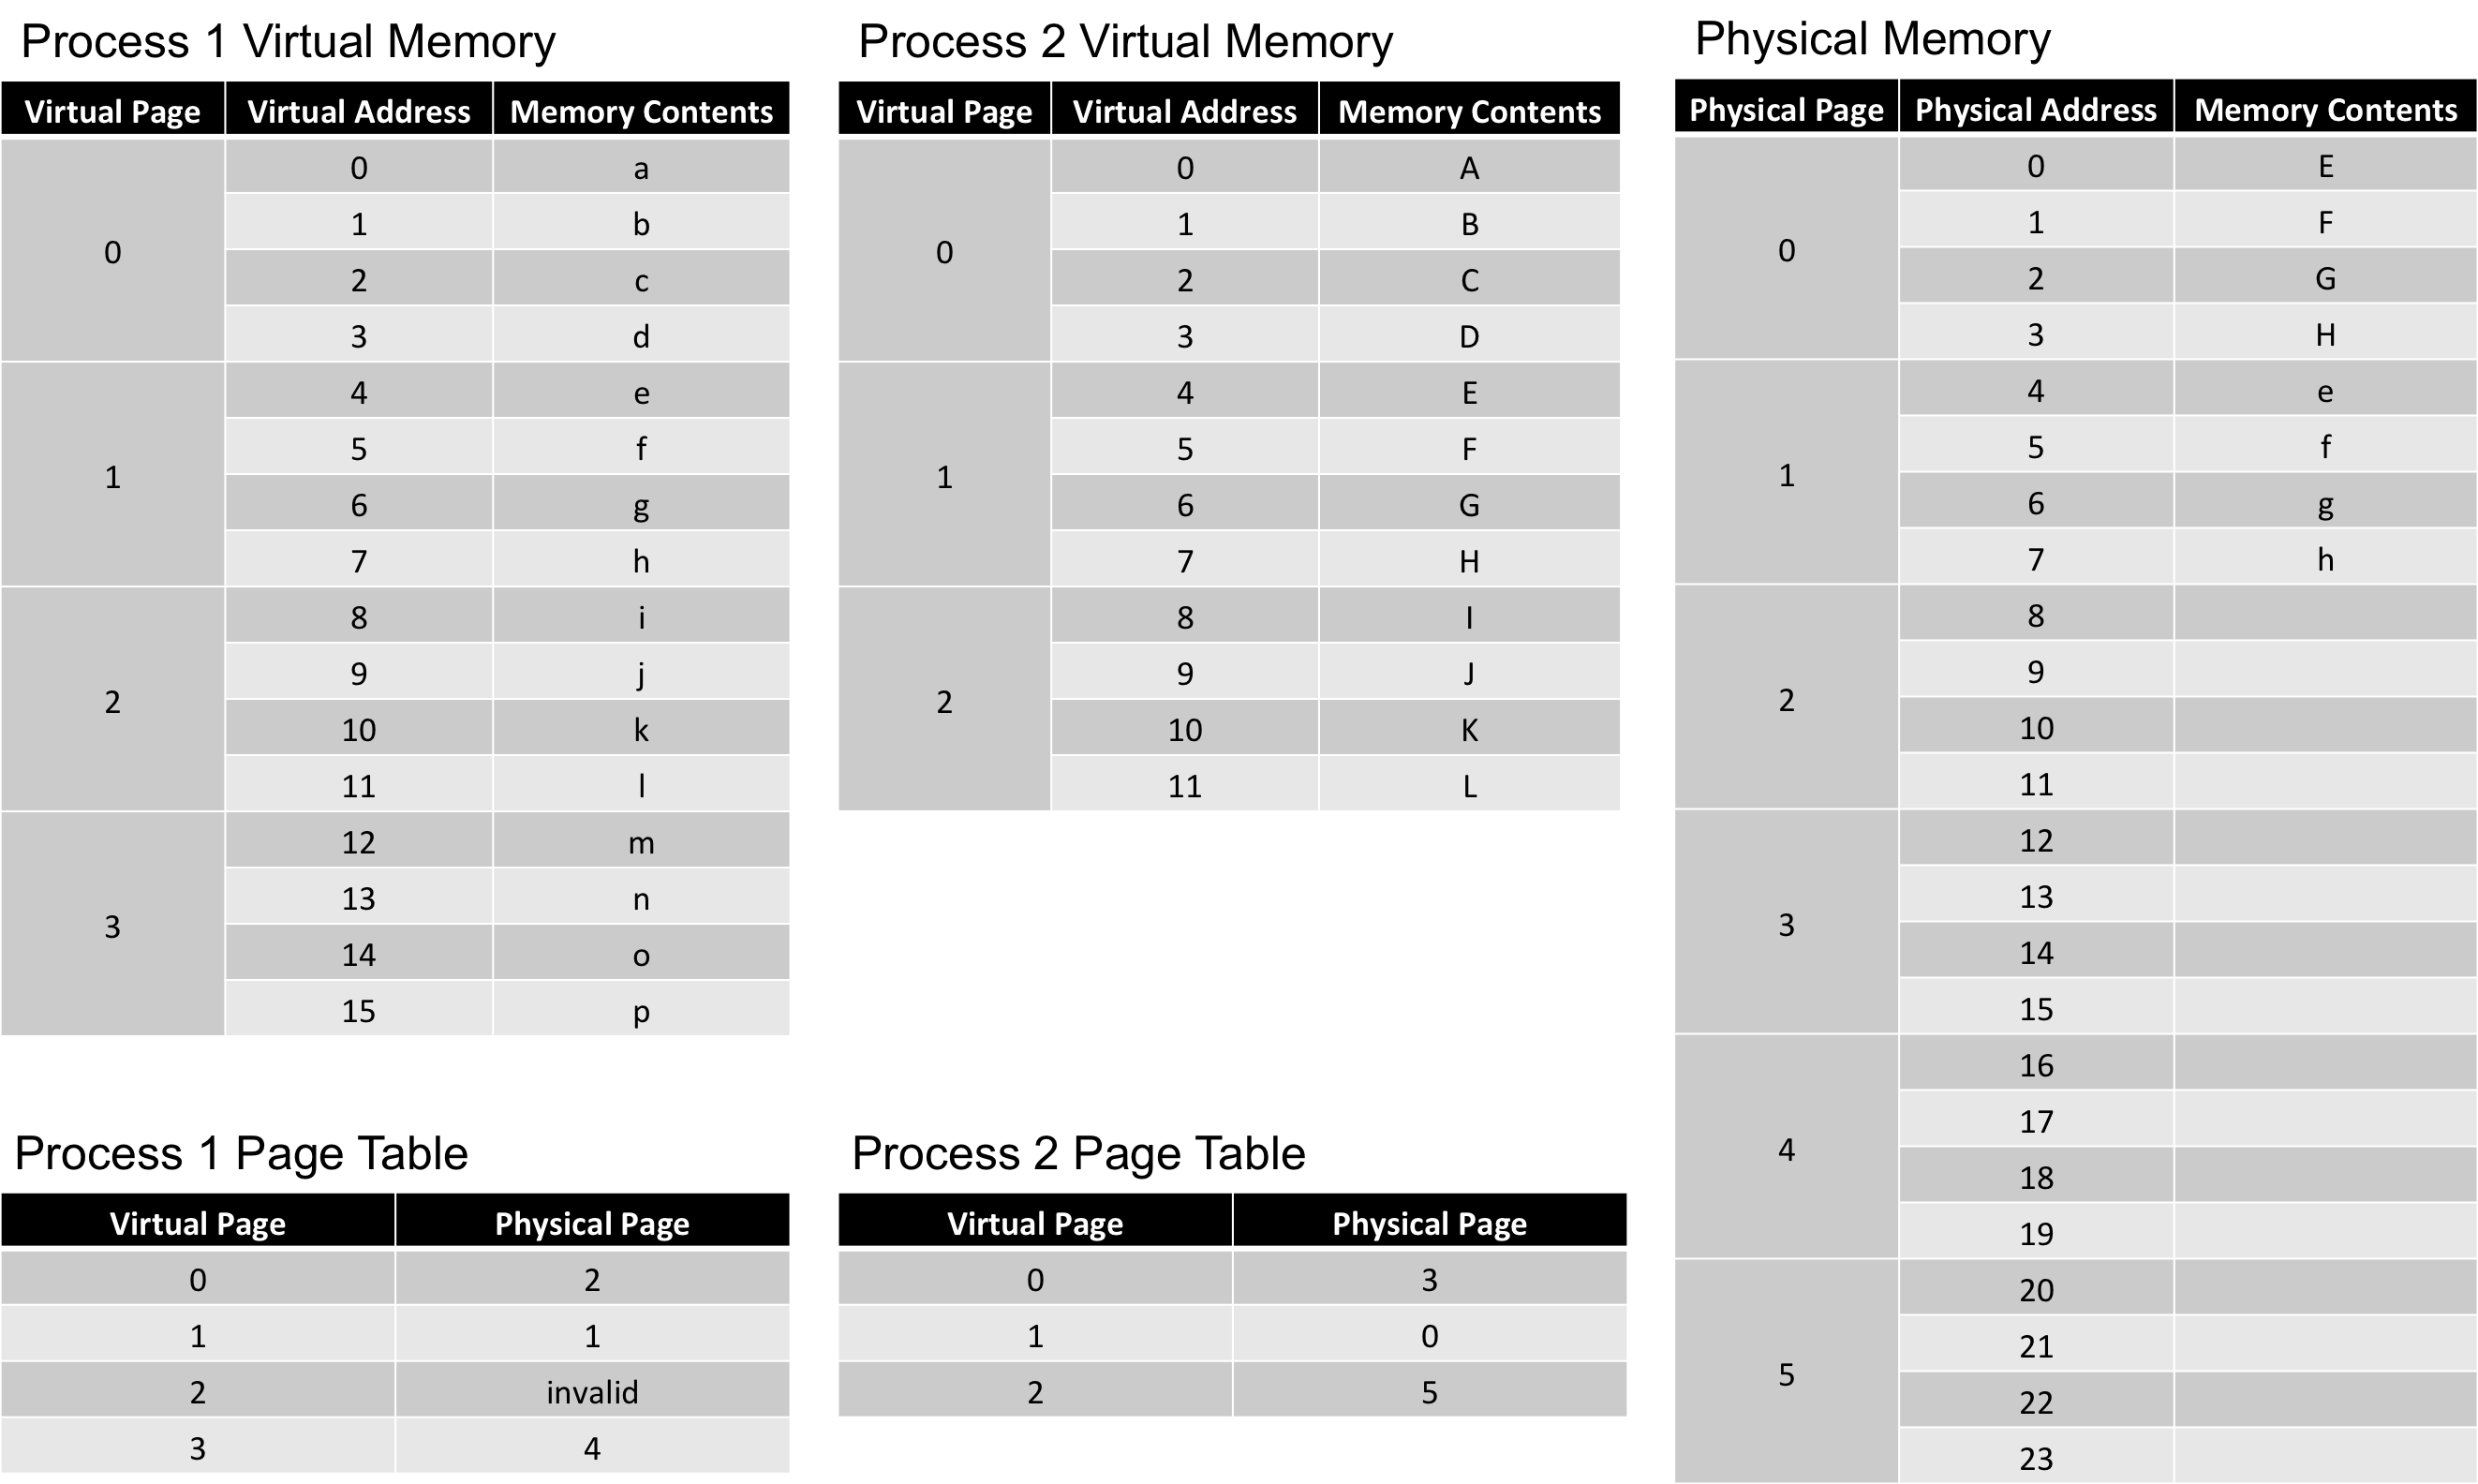 Process 1 Virtual Memory
Virtual Page Virtual Address Memory Contents
0 0 a
1 b
2 c
3 d
1 4 e
5 f
6 g
7 h
2 8 i
9 j
10 k
11 l
3 12 m
13 n
14 o
15 p
Process 2 Virtual Memory
Virtual Page Virtual Address Memory Contents
0 0 A
1 B
2 C
3 D
1 4 E
5 F
6 G
7 H
2 8 I
9 J
10 K
11 L
Physical Memory
Physical Page Physical Address Memory Contents
0 0 E
1 F
2 G
3 H
1 4 e
5 f
6 g
7 h
2 8
9
10
11
3 12
13
14
15
4 16
17
18
19
5 20
21
22
23
Process 1 Page Table
Virtual Page Physical Page
0 2
1 1
2 invalid
3 4
Process 2 Page Table
Virtual Page Physical Page
0 3
1 0
2 5